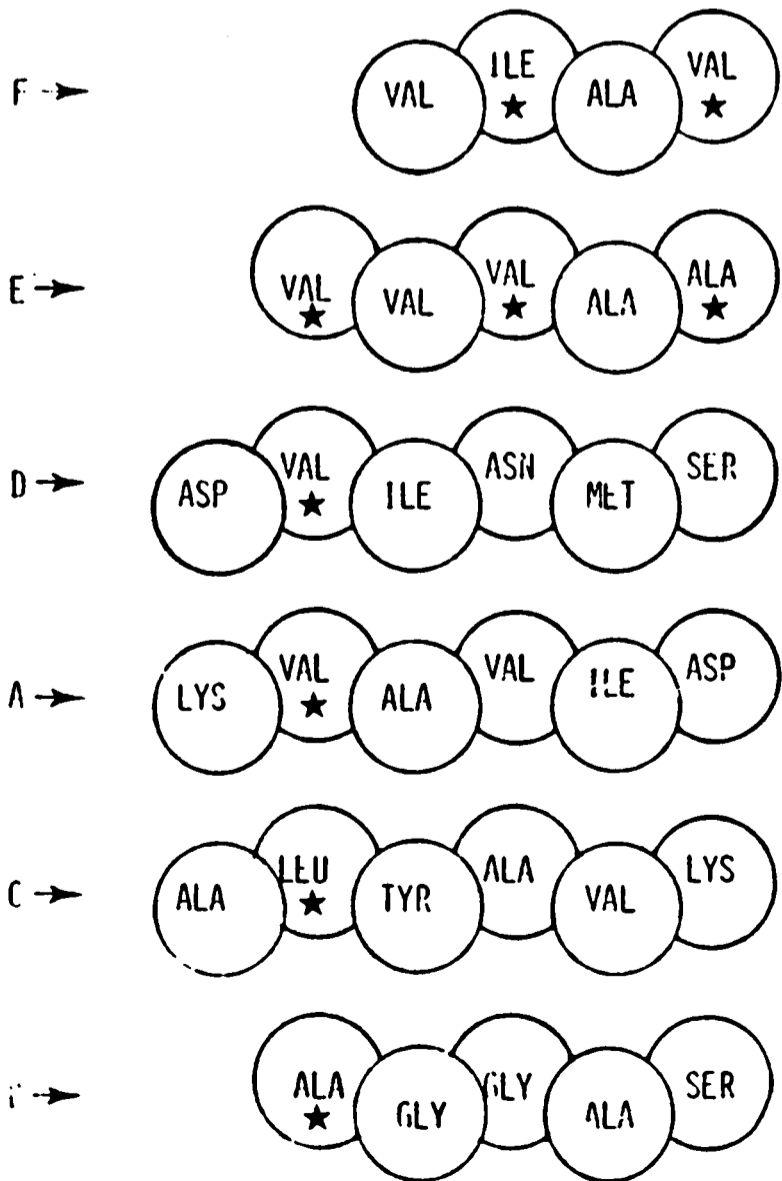 F → VAL ILE ★ ALA VAL ★
E → VAL ★ VAL VAL ★ ALA ALA ★
D → ASP VAL ★ ILE ASN MET SER
A → LYS VAL ★ ALA VAL ILE ASP
C → ALA LEU ★ TYR ALA VAL LYS
→ ALA ★ GLY GLY ALA SER